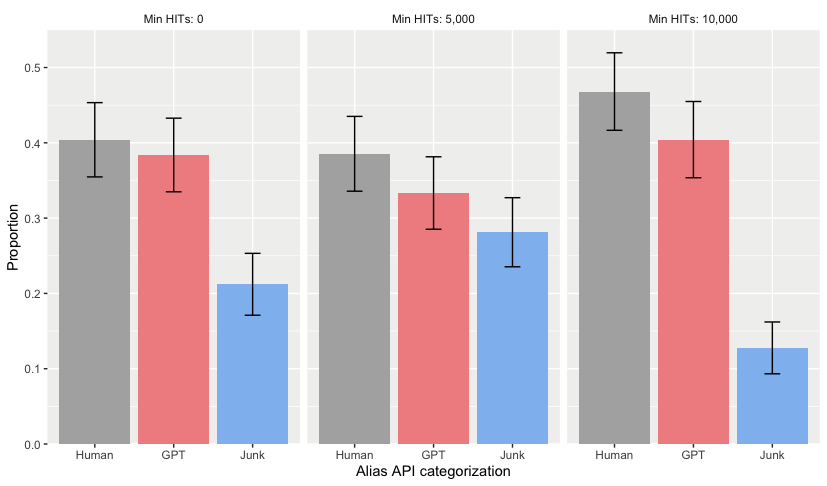 Min HITs: 0
Min HITs: 5,000
Min HITs: 10,000
Proportion
0.5
0.4
0.3
0.2
0.1
0.0
Human GPT Junk
Human GPT Junk
Human GPT Junk
Alias API categorization